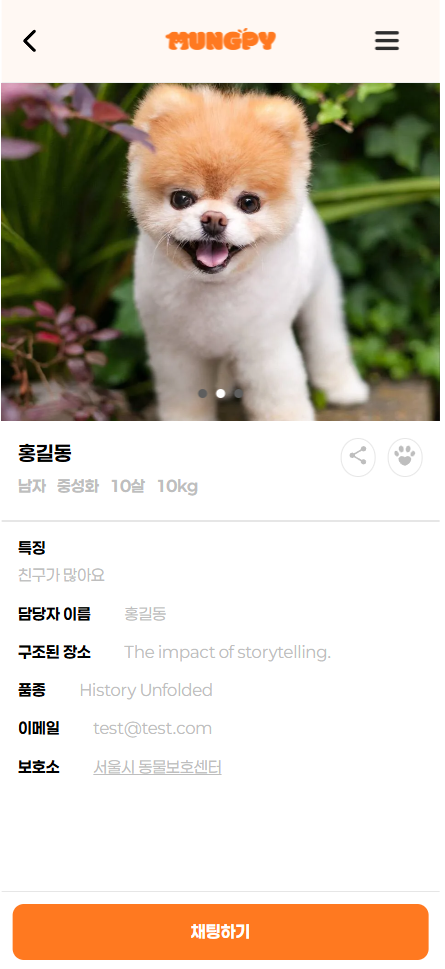 MUNGPY
홍길동
남자 중성화 10살 10kg
특징
친구가 많아요
담당자 이름 홍길동
구조된 장소 The impact of storytelling.
품종 History Unfolded
이메일 test@test.com
보호소 서울시 동물보호센터
채팅하기